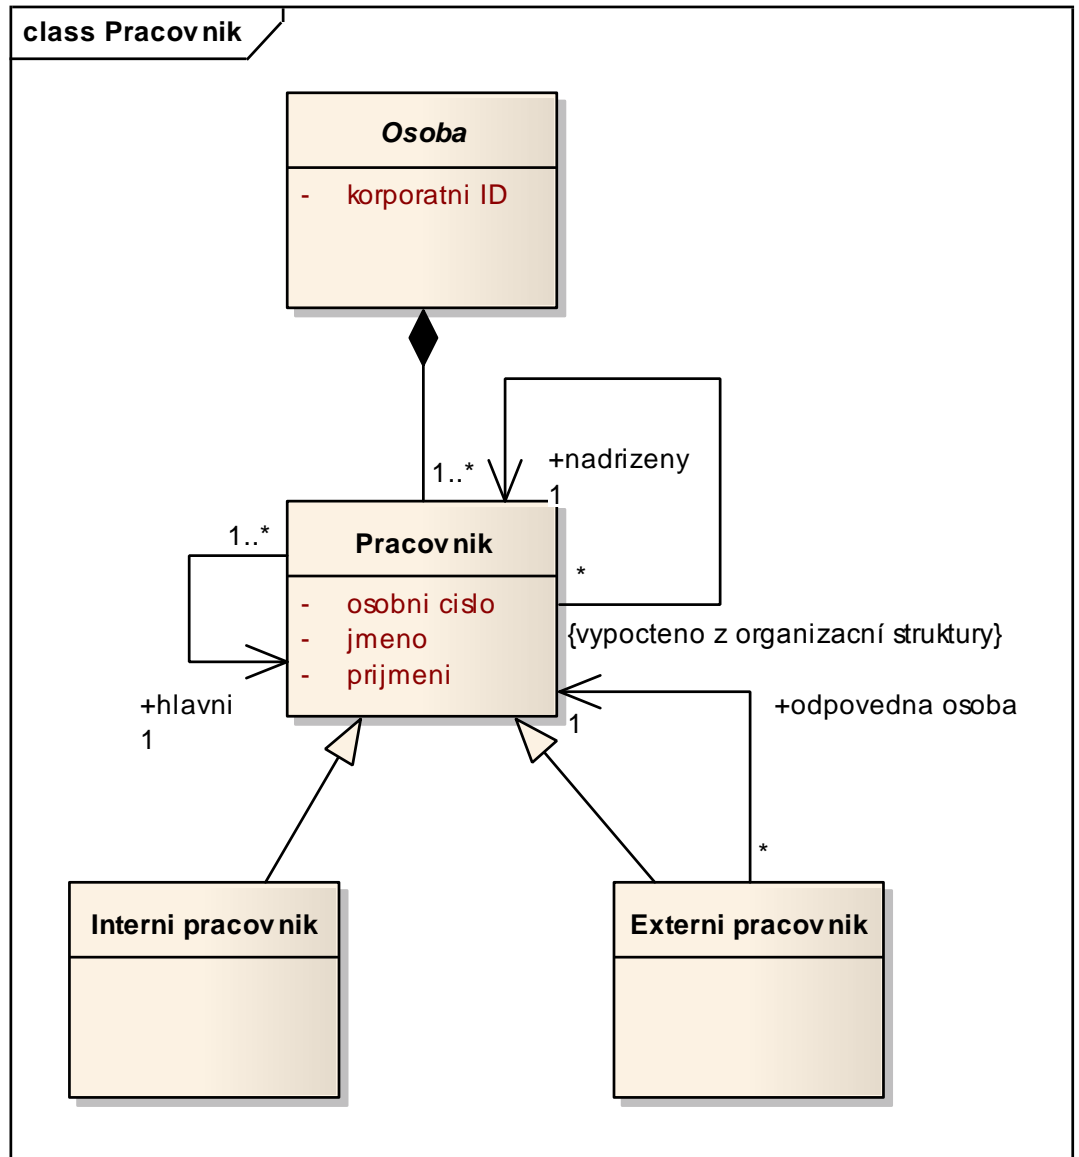 class Pracovnik
Osoba
- korporatni ID
1..*
+nadrizeny
1
1..*
Pracovnik
*
- osobni cislo
- jmeno
- prijmeni
{vypocteno z organizacní struktury}
+hlavni
1
1
+odpovedna osoba
*
Interni pracovnik
Externi pracovnik